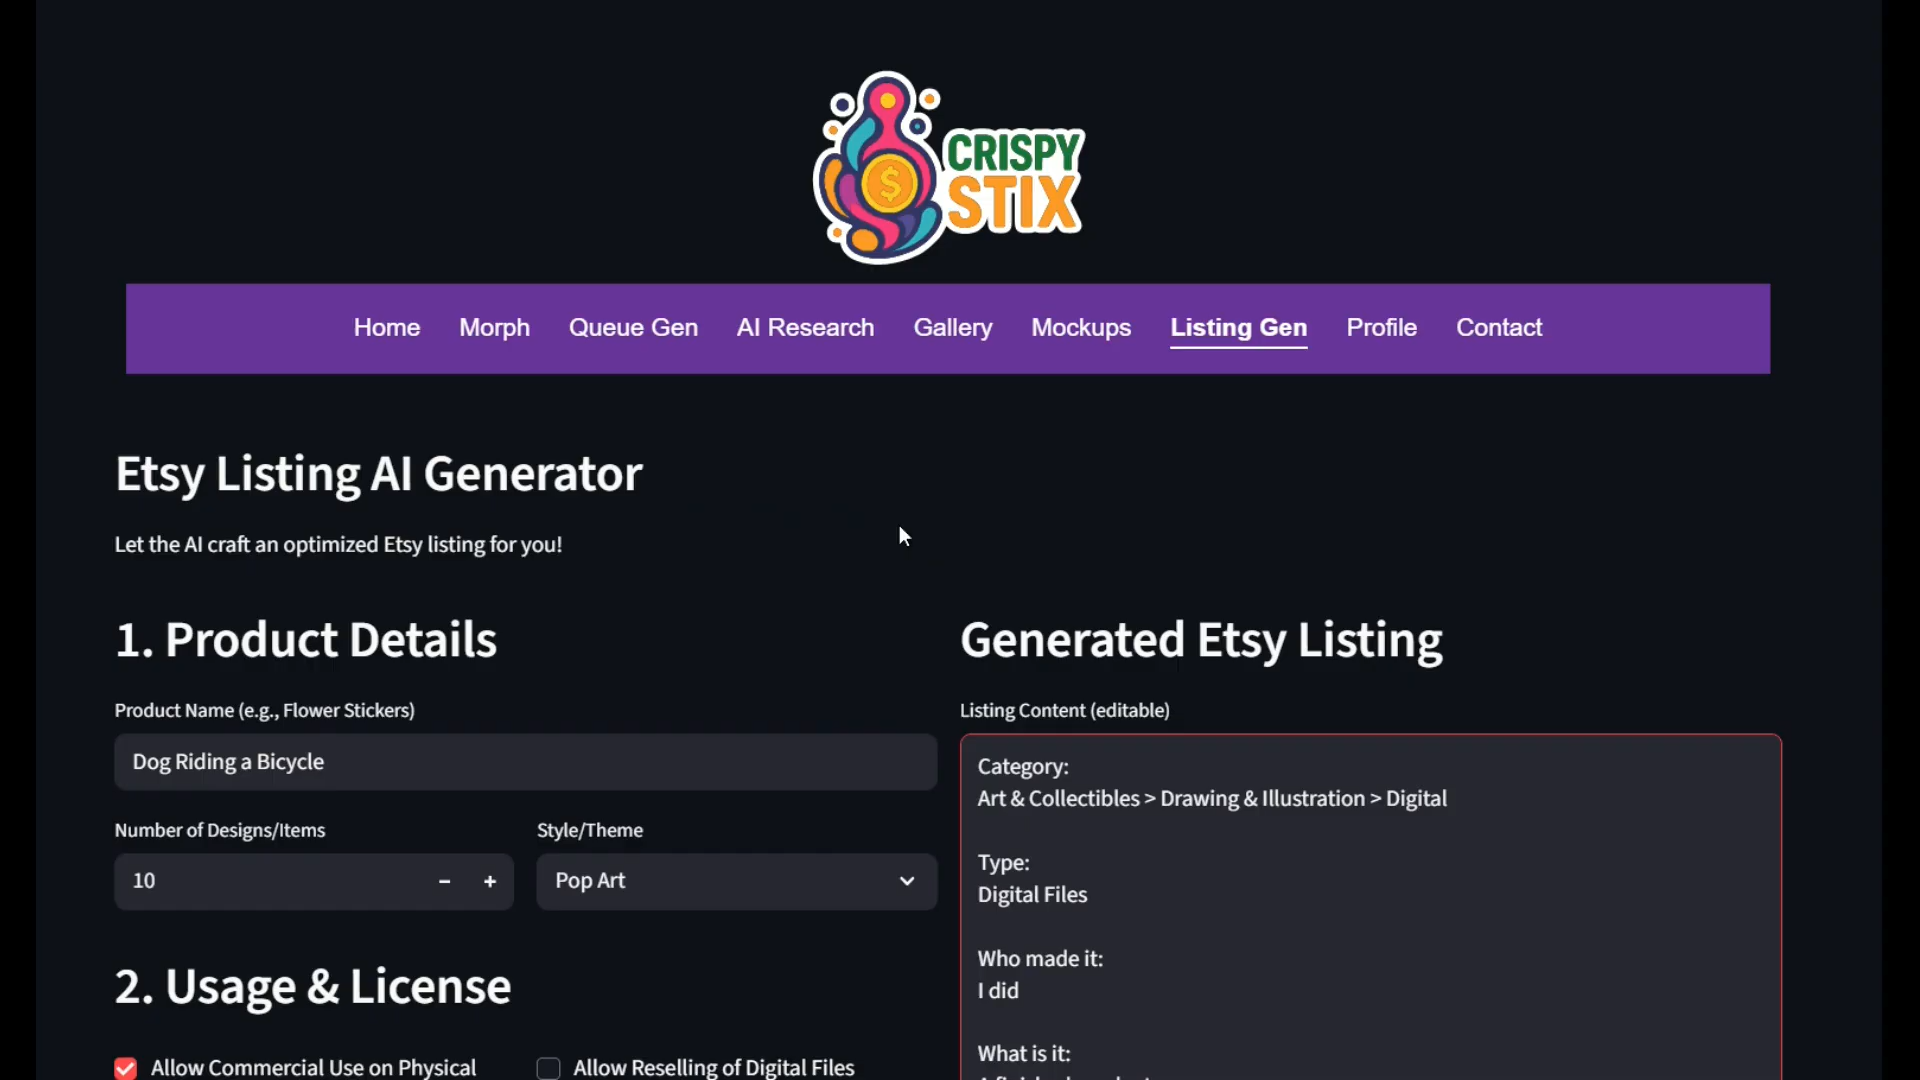 CRISPY
STIX
Home Morph Queue Gen AI Research Gallery Mockups Listing Gen Profile Contact
Etsy Listing AI Generator
Let the AI craft an optimized Etsy listing for you!
1. Product Details
Product Name (e.g., Flower Stickers)
Dog Riding a Bicycle
Number of Designs/Items
10
Style/Theme
Pop Art
2. Usage & License
Allow Commercial Use on Physical
Allow Reselling of Digital Files
Generated Etsy Listing
Listing Content (editable)
Category:
Art & Collectibles > Drawing & Illustration > Digital
Type:
Digital Files
Who made it:
I did
What is it: